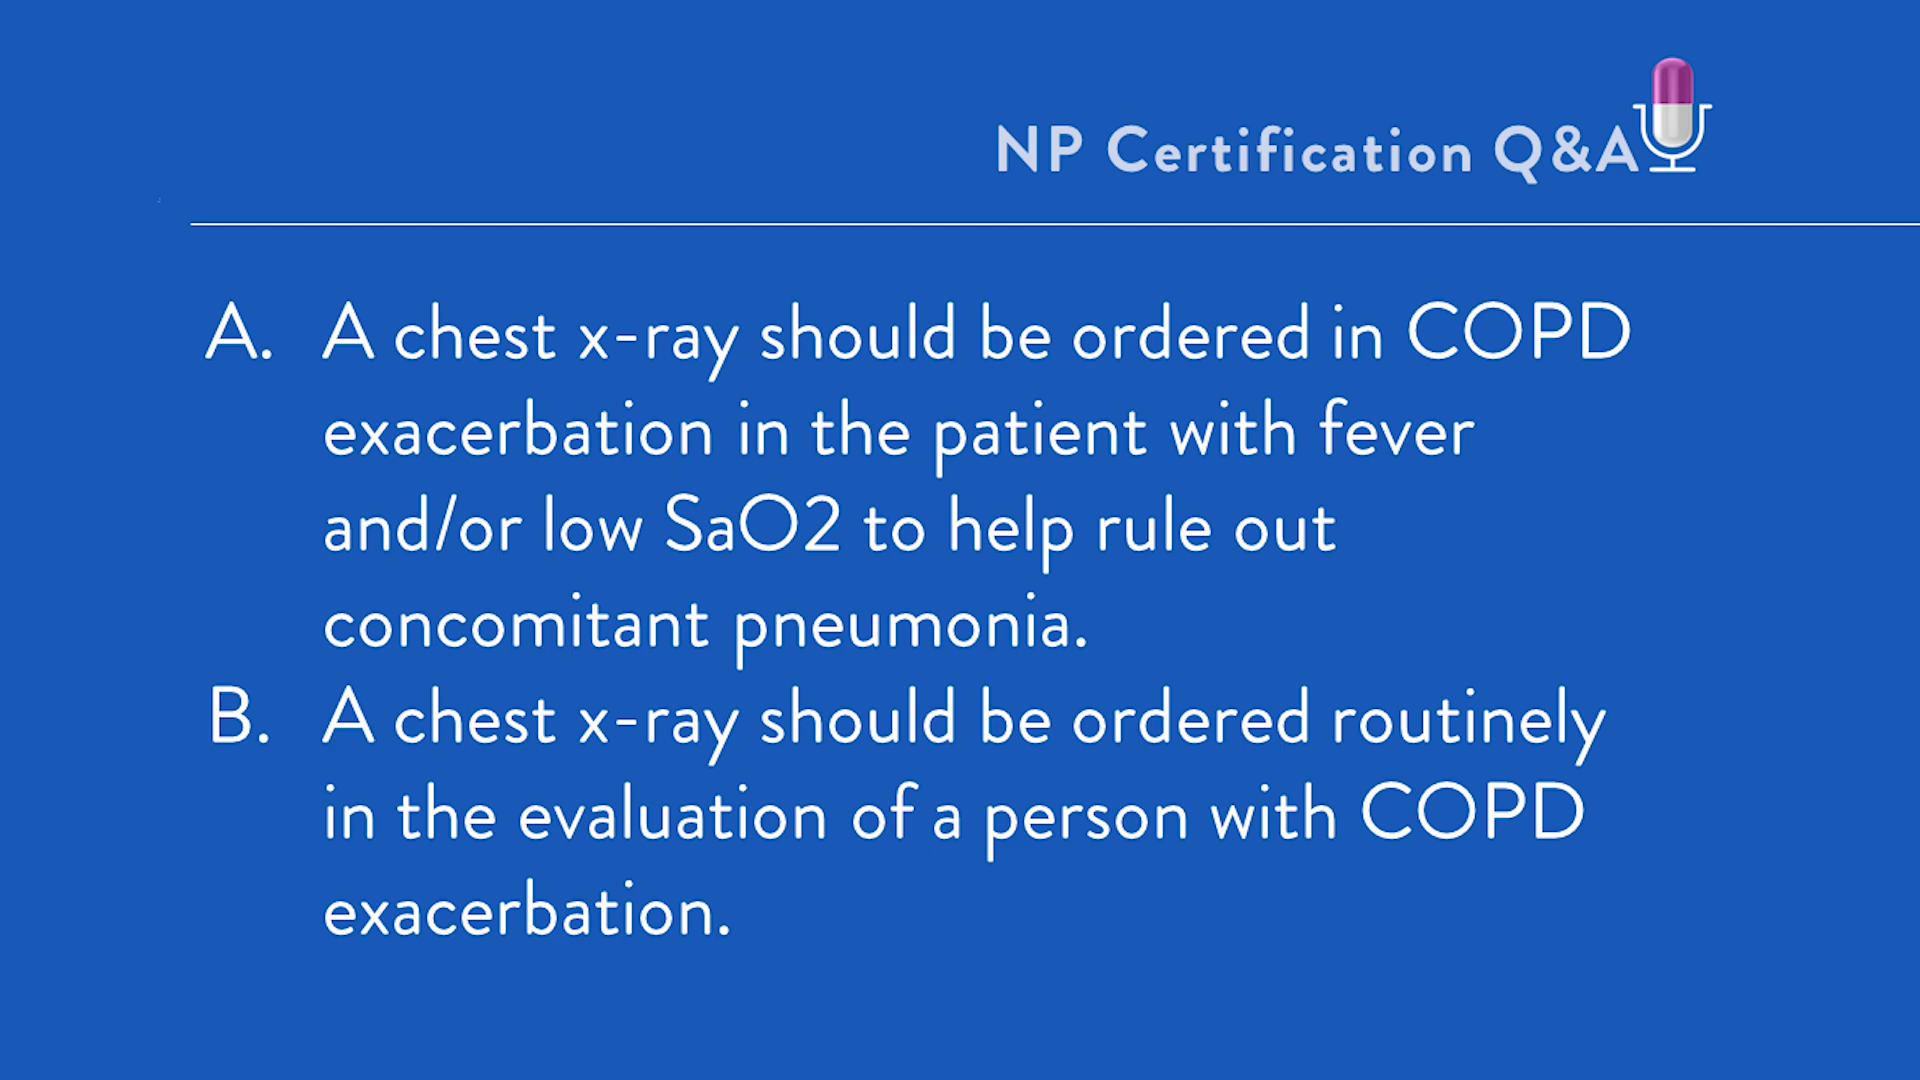 NP Certification Q&A
A. A chest x-ray should be ordered in COPD
exacerbation in the patient with fever
and/or low SaO2 to help rule out
concomitant pneumonia.
B. A chest x-ray should be ordered routinely
in the evaluation of a person with COPD
exacerbation.